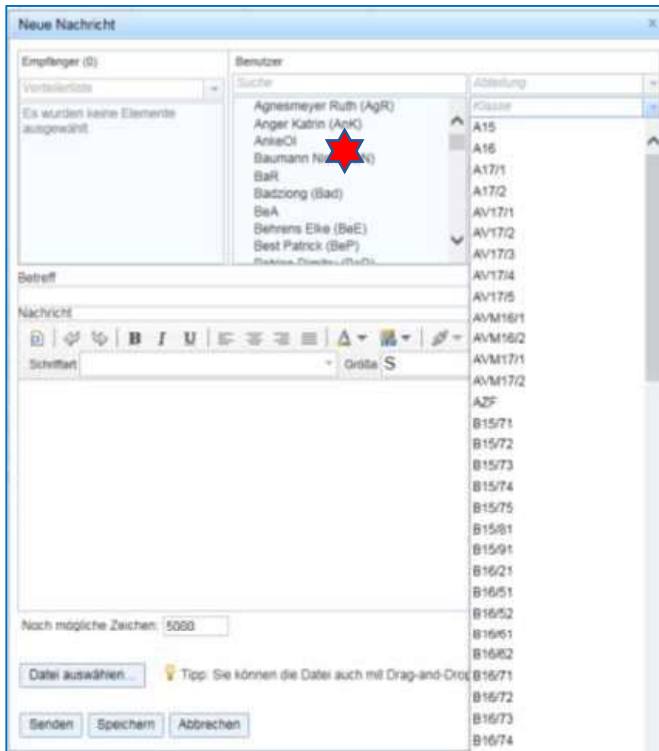 Neue Nachricht
x
Empfänger (0)
Verteilerliste
Es wurden keine Elemente
ausgewählt
Benutzer
Suche
Agnesmeyer Ruth (AgR)
Anger Katrin (AnK)
AnkeOl
Baumann
BaR
Badziong (Bad)
BeA
Behrens Elke (BeE)
Best Patrick (BeP)
Abteilung
Klasse
A15
A16
A17/1
A17/2
AV17/1
AV17/2
AV17/3
AV17/4
AV17/5
AVM16/1
AVM16/2
AVM17/1
AVM17/2
AZF
B15/71
B15/72
B15/73
B15/74
B15/75
B15/81
B15/91
B16/21
B16/51
B16/52
B16/61
B16/62
B16/71
B16/72
B16/73
B16/74
Betreff
Nachricht
B I U A
Schriftart Größe S
Noch mögliche Zeichen: 5000
Datei auswählen... Tipp: Sie können die Datei auch mit Drag-and-Drop
Senden Speichern Abbrechen